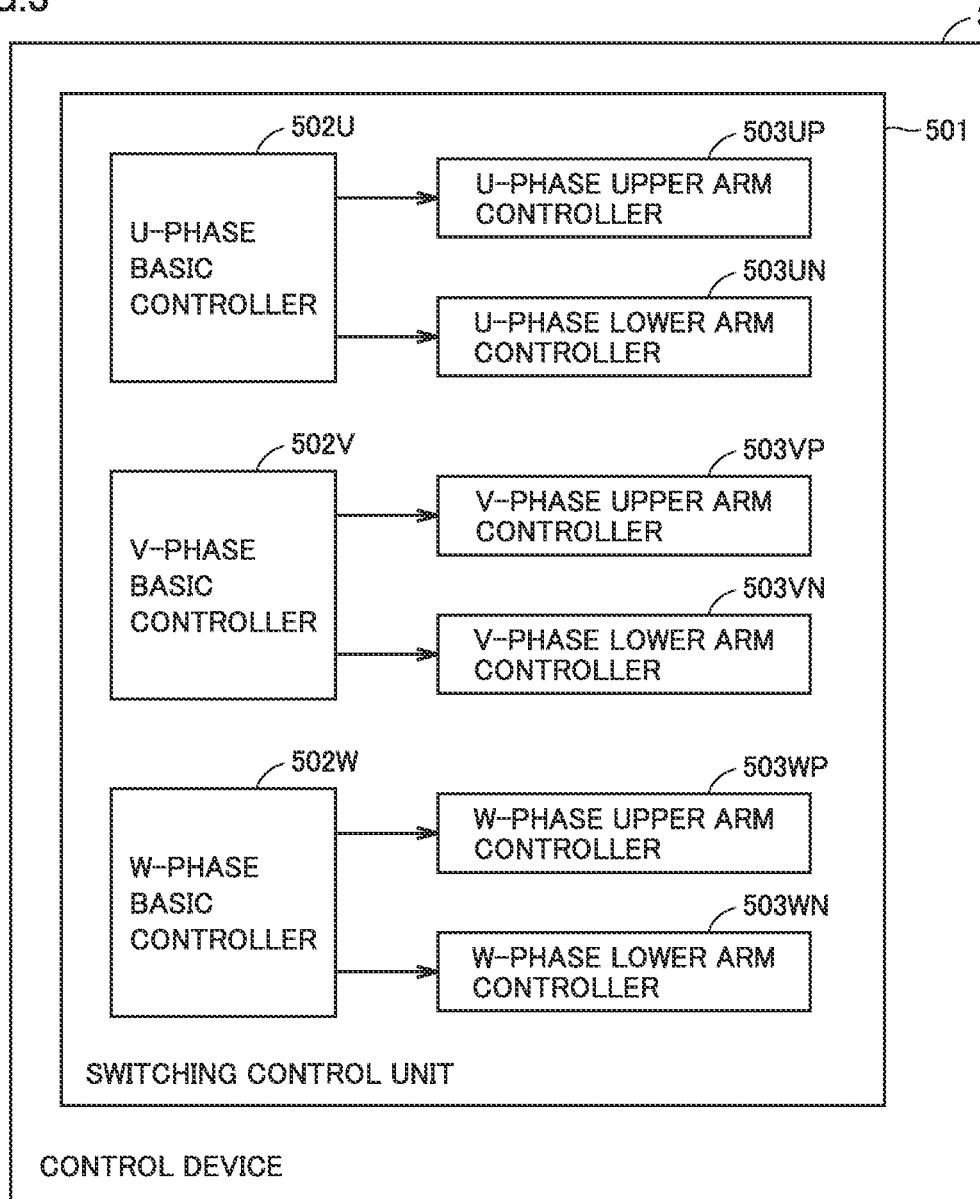 502U
503UP
501
U-PHASE UPPER ARM
CONTROLLER
U-PHASE
BASIC
CONTROLLER
503UN
U-PHASE LOWER ARM
CONTROLLER
502V
503VP
V-PHASE UPPER ARM
CONTROLLER
V-PHASE
BASIC
CONTROLLER
503VN
V-PHASE LOWER ARM
CONTROLLER
502W
503WP
W-PHASE UPPER ARM
CONTROLLER
W-PHASE
BASIC
CONTROLLER
503WN
W-PHASE LOWER ARM
CONTROLLER
SWITCHING CONTROL UNIT
CONTROL DEVICE